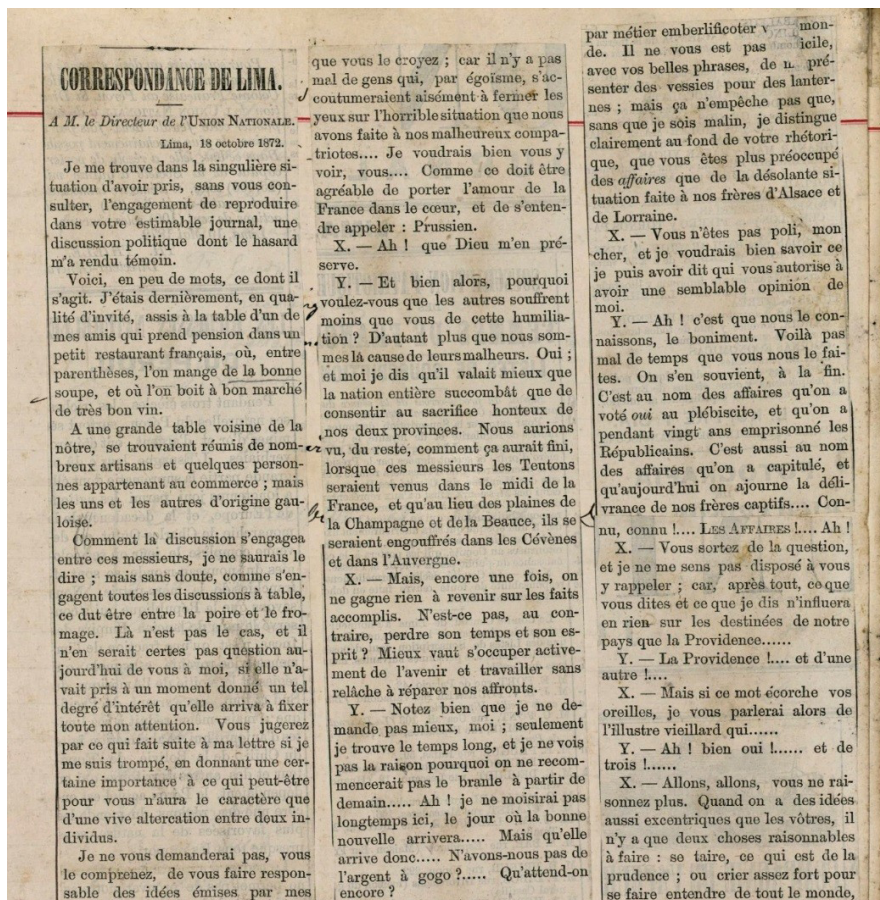 CORRESPONDANCE DE LIMA.
A M. le Directeur de l'UNION NATIONALE.
Lima, 18 octobre 1872.
Je me trouve dans la singulière si-
tuation d'avoir pris, sans vous con-
sulter, l'engagement de reproduire
dans votre estimable journal, une
discussion politique dont le hasard
m'a rendu témoin.
Voici, en peu de mots, ce dont il
s'agit. J'étais dernièrement, en qua-
lité d'invité, assis à la table d'un de
mes amis qui prend pension dans un
petit restaurant français, où, entre
parenthèses, l'on mange de la bonne
soupe, et où l'on boit à bon marché
de très bon vin.
A une grande table voisine de la
nôtre, se trouvaient réunis de nom-
breux artisans et quelques person-
nes appartenant au commerce ; mais
les uns et les autres d'origine gau-
loise.
Comment la discussion s'engagea
entre ces messieurs, je ne saurais le
dire ; mais sans doute, comme s'en-
gagent toutes les discussions à table,
ce dut être entre la poire et le fro-
mage. Là n'est pas le cas, et il
n'en serait certes pas question au-
jourd'hui de vous à moi, si elle n'a-
vait pris à un moment donné un tel
degré d'intérêt qu'elle arriva à fixer
toute mon attention. Vous jugerez
par ce qui fait suite à ma lettre si je
me suis trompé, en donnant une cer-
taine importance à ce qui peut-être
pour vous n'aura le caractère que
d'une vive altercation entre deux in-
dividus.
Je ne vous demanderai pas, vous
le comprenez, de vous faire respon-
sable des idées émises par mes
que vous le croyez ; car il n'y a pas
mal de gens qui, par égoïsme, s'ac-
coutumeraient aisément à fermer les
yeux sur l'horrible situation que nous
avons faite à nos malheureux compa-
triotes.... Je voudrais bien vous y
voir, vous.... Comme ce doit être
agréable de porter l'amour de la
France dans le cœur, et de s'enten-
dre appeler : Prussien.
X. — Ah ! que Dieu m'en pré-
serve.
Y. — Et bien alors, pourquoi
voulez-vous que les autres souffrent
moins que vous de cette humilia-
tion ? D'autant plus que nous som-
mes la cause de leurs malheurs. Oui ;
et moi je dis qu'il valait mieux que
la nation entière succombât que de
consentir au sacrifice honteux de
nos deux provinces. Nous aurions
vu, du reste, comment ça aurait fini,
lorsque ces messieurs les Teutons
seraient venus dans le midi de la
France, et qu'au lieu des plaines de
la Champagne et de la Beauce, ils se
seraient engouffrés dans les Cévènes
et dans l'Auvergne.
X. — Mais, encore une fois, on
ne gagne rien à revenir sur les faits
accomplis. N'est-ce pas, au con-
traire, perdre son temps et son es-
prit ? Mieux vaut s'occuper active-
ment de l'avenir et travailler sans
relâche à réparer nos affronts.
Y. — Notez bien que je ne de-
mande pas mieux, moi ; seulement
je trouve le temps long, et je ne vois
pas la raison pourquoi on ne recom-
mencerait pas le branle à partir de
demain..... Ah ! je ne moisirai pas
longtemps ici, le jour où la bonne
nouvelle arrivera..... Mais qu'elle
arrive donc..... N'avons-nous pas de
l'argent à gogo ?..... Qu'attend-on
encore ?
par métier emberlificoter mon-
de. Il ne vous est pas
avec vos belles phrases, de pré-
senter des vessies pour des lanter-
nes ; mais ça n'empêche pas que,
sans que je sois malin, je distingue
clairement au fond de votre rhétori-
que, que vous êtes plus préoccupé
des affaires que de la désolante si-
tuation faite à nos frères d'Alsace et
de Lorraine.
X. — Vous n'êtes pas poli, mon
cher, et je voudrais bien savoir ce
je puis avoir dit qui vous autorise à
avoir une semblable opinion de
moi.
Y. — Ah ! c'est que nous le con-
naissons, le boniment. Voilà pas
mal de temps que vous nous le fai-
tes. On s'en souvient, à la fin.
C'est au nom des affaires qu'on a
voté oui au plébiscite, et qu'on a
pendant vingt ans emprisonné les
Républicains. C'est aussi au nom
des affaires qu'on a capitulé, et
qu'aujourd'hui on ajourne la déli-
vrance de nos frères captifs.... Con-
nu, connu !.... LES AFFAIRES !.... Ah !
X. — Vous sortez de la question,
et je ne me sens pas disposé à vous
y rappeler ; car, après tout, ce que
vous dites et ce que je dis n'influera
en rien sur les destinées de notre
pays que la Providence......
Y. — La Providence !.... et d'une
autre !....
X. — Mais si ce mot écorche vos
oreilles, je vous parlerai alors de
l'illustre vieillard qui......
Y. — Ah ! bien oui !...... et de
trois !......
X. — Allons, allons, vous ne rai-
sonnez plus. Quand on a des idées
aussi excentriques que les vôtres, il
n'y a que deux choses raisonnables
à faire : se taire, ce qui est de la
prudence ; ou crier assez fort pour
se faire entendre de tout le monde,